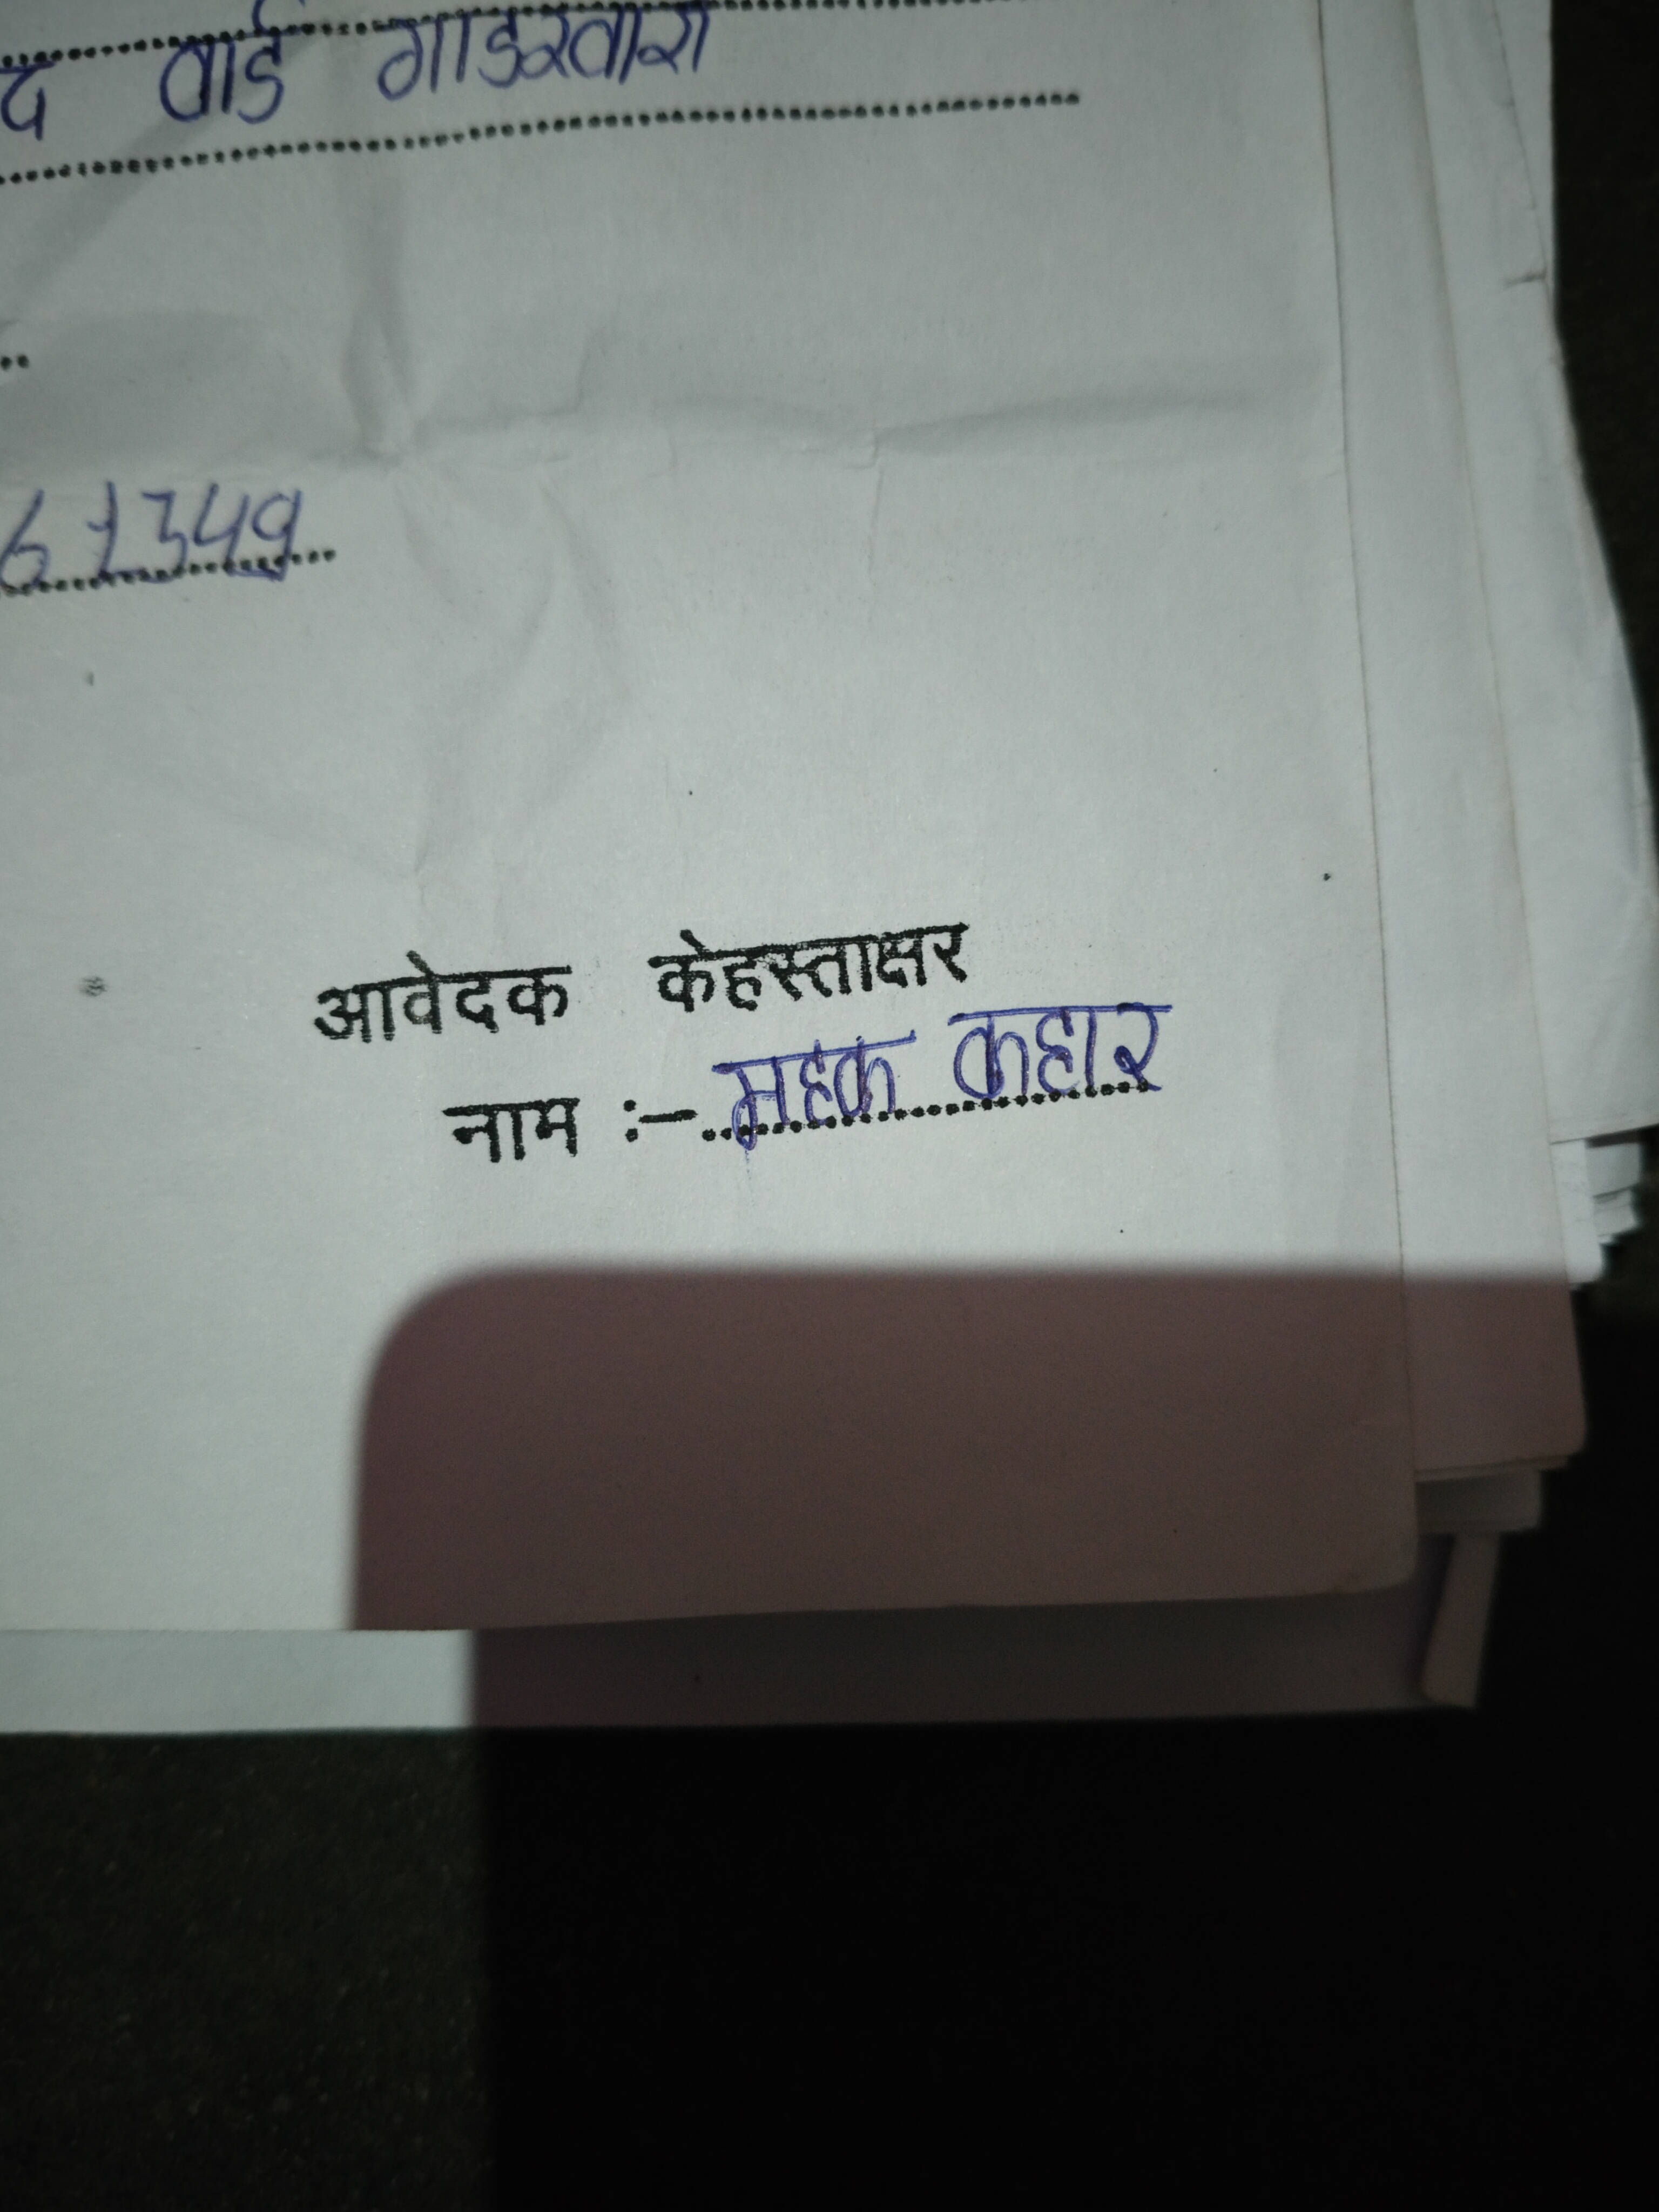 द वार्ड गाडरवारा
..
61349
आवेदक केहस्ताक्षर
नाम :- महक कहार